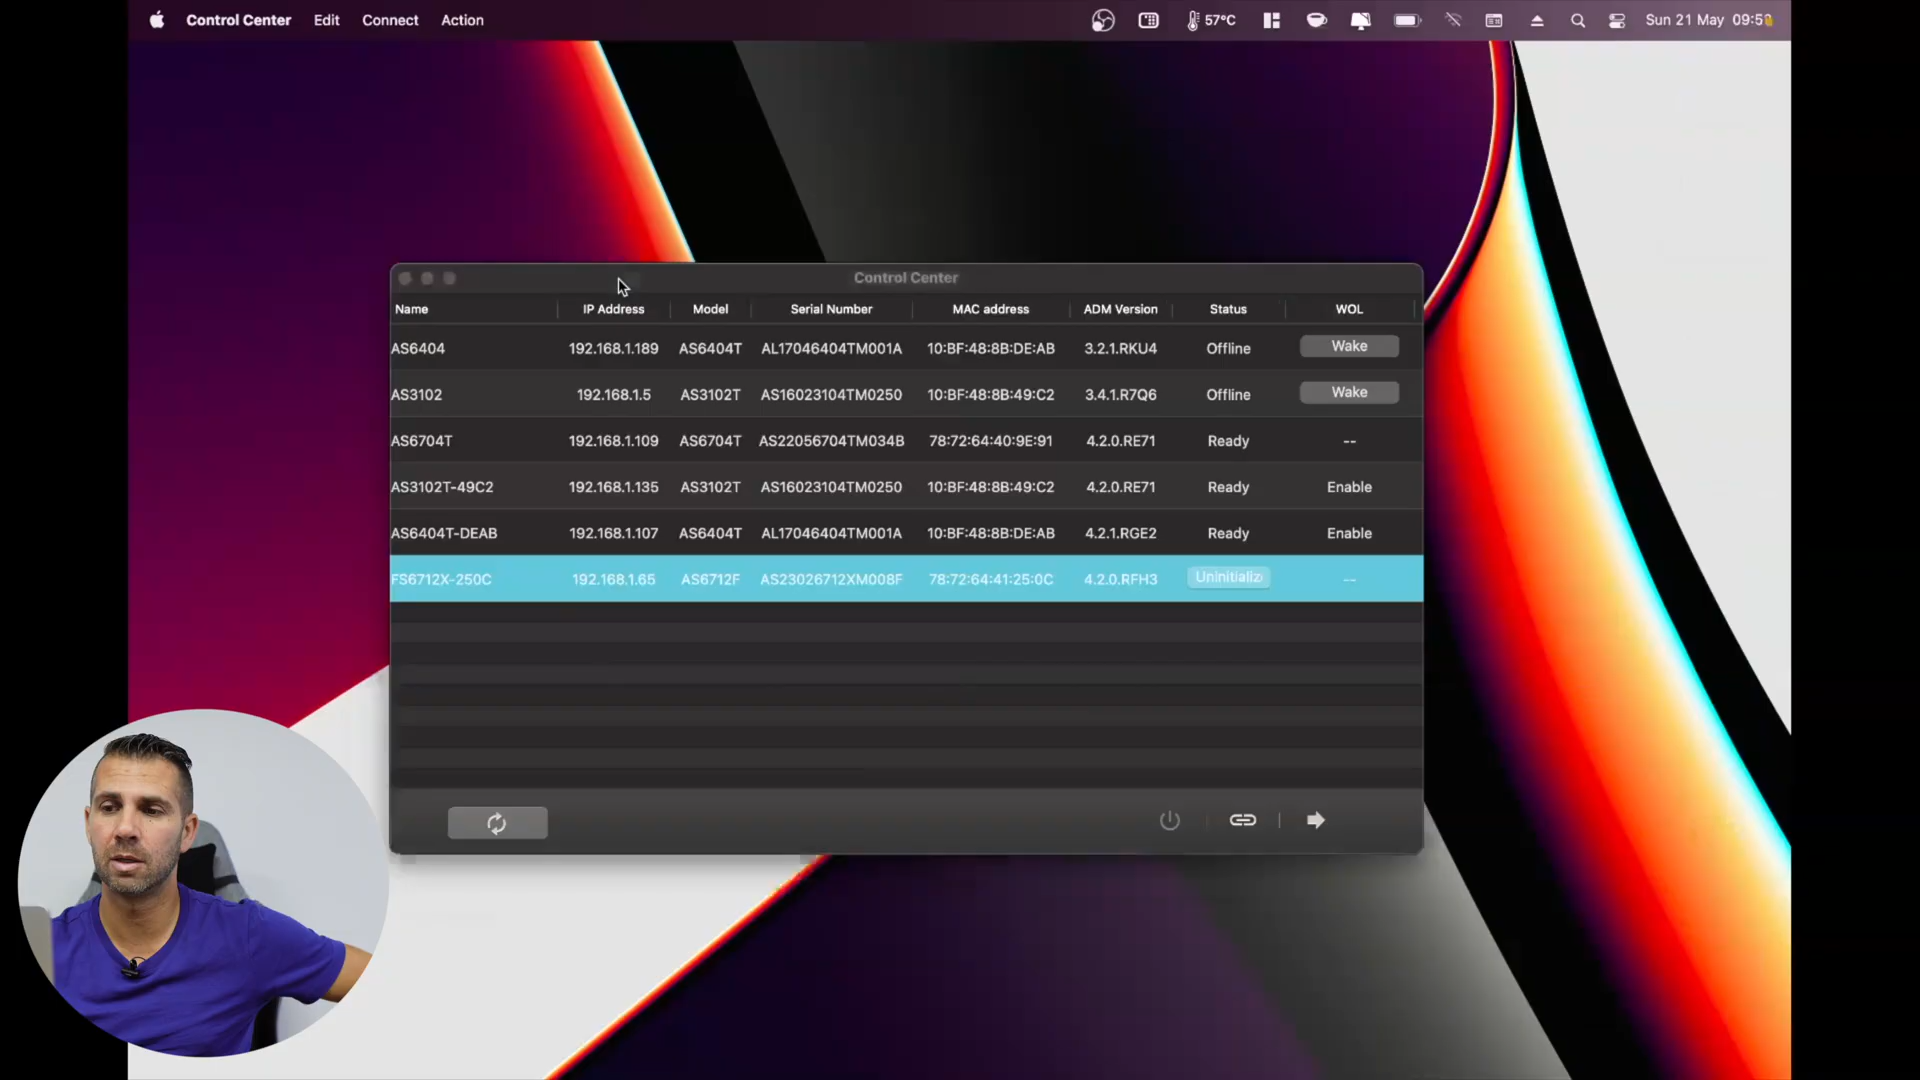 Control Center Edit Connect Action 57°C Sun 21 May
Control Center
Name IP Address Model Serial Number MAC address ADM Version Status WOL
AS6404 192.168.1.189 AS6404T AL17046404TM001A 10:BF:48:8B:DE:AB 3.2.1.RKU4 Offline Wake
AS3102 192.168.1.5 AS3102T AS16023104TM0250 10:BF:48:8B:49:C2 3.4.1.R7Q6 Offline Wake
AS6704T 192.168.1.109 AS6704T AS22056704TM034B 78:72:64:40:9E:91 4.2.0.RE71 Ready --
AS3102T-49C2 192.168.1.135 AS3102T AS16023104TM0250 10:BF:48:8B:49:C2 4.2.0.RE71 Ready Enable
AS6404T-DEAB 192.168.1.107 AS6404T AL17046404TM001A 10:BF:48:8B:DE:AB 4.2.1.RGE2 Ready Enable
FS6712X-250C 192.168.1.65 AS6712F AS23026712XM008F 78:72:64:41:25:0C 4.2.0.RFH3 Uninitializ --